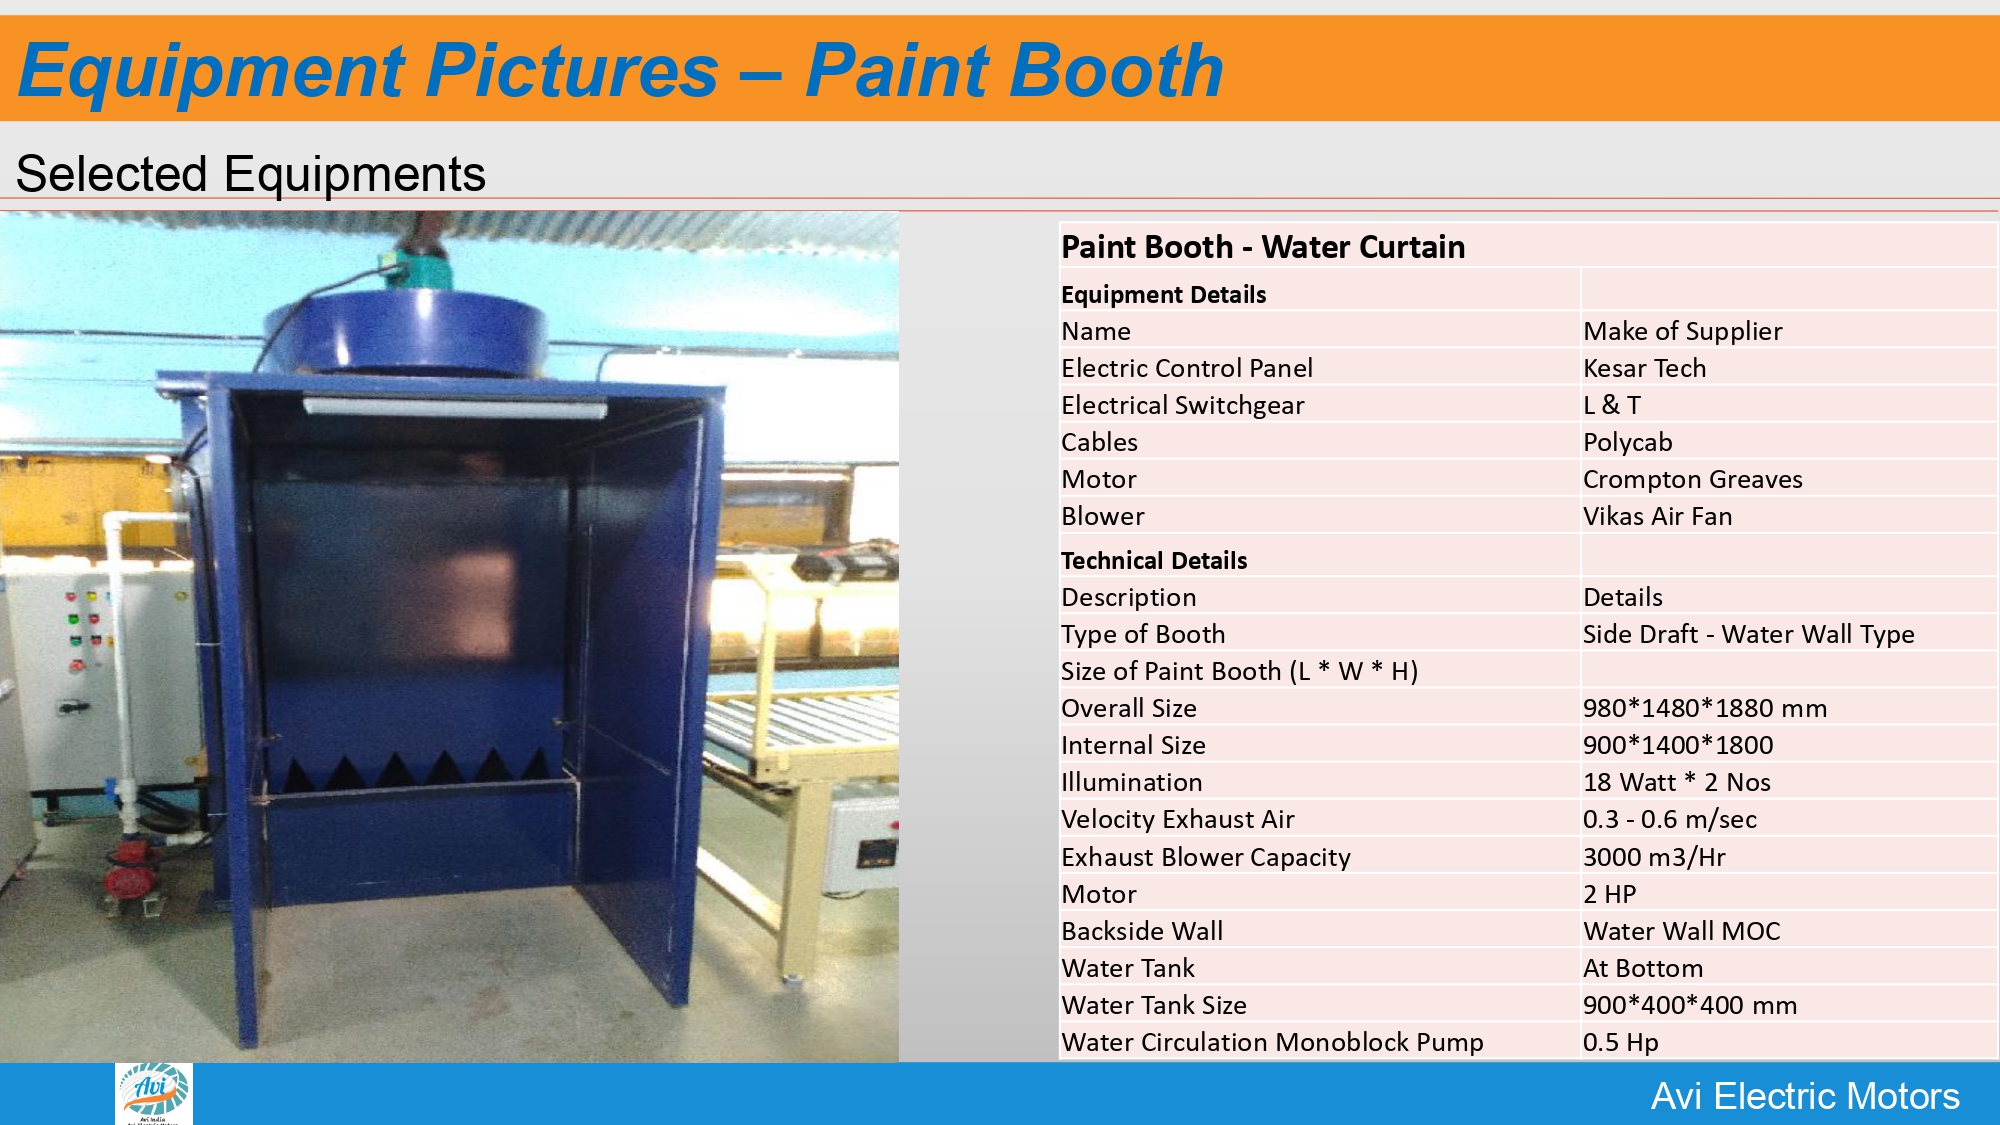 Equipment Pictures – Paint Booth
Selected Equipments
Paint Booth - Water Curtain
Equipment Details
Name Make of Supplier
Electric Control Panel Kesar Tech
Electrical Switchgear L & T
Cables Polycab
Motor Crompton Greaves
Blower Vikas Air Fan
Technical Details
Description Details
Type of Booth Side Draft - Water Wall Type
Size of Paint Booth (L * W * H)
Overall Size 980*1480*1880 mm
Internal Size 900*1400*1800
Illumination 18 Watt * 2 Nos
Velocity Exhaust Air 0.3 - 0.6 m/sec
Exhaust Blower Capacity 3000 m3/Hr
Motor 2 HP
Backside Wall Water Wall MOC
Water Tank At Bottom
Water Tank Size 900*400*400 mm
Water Circulation Monoblock Pump 0.5 Hp
Avi
Avi India
Avi Electric Motors